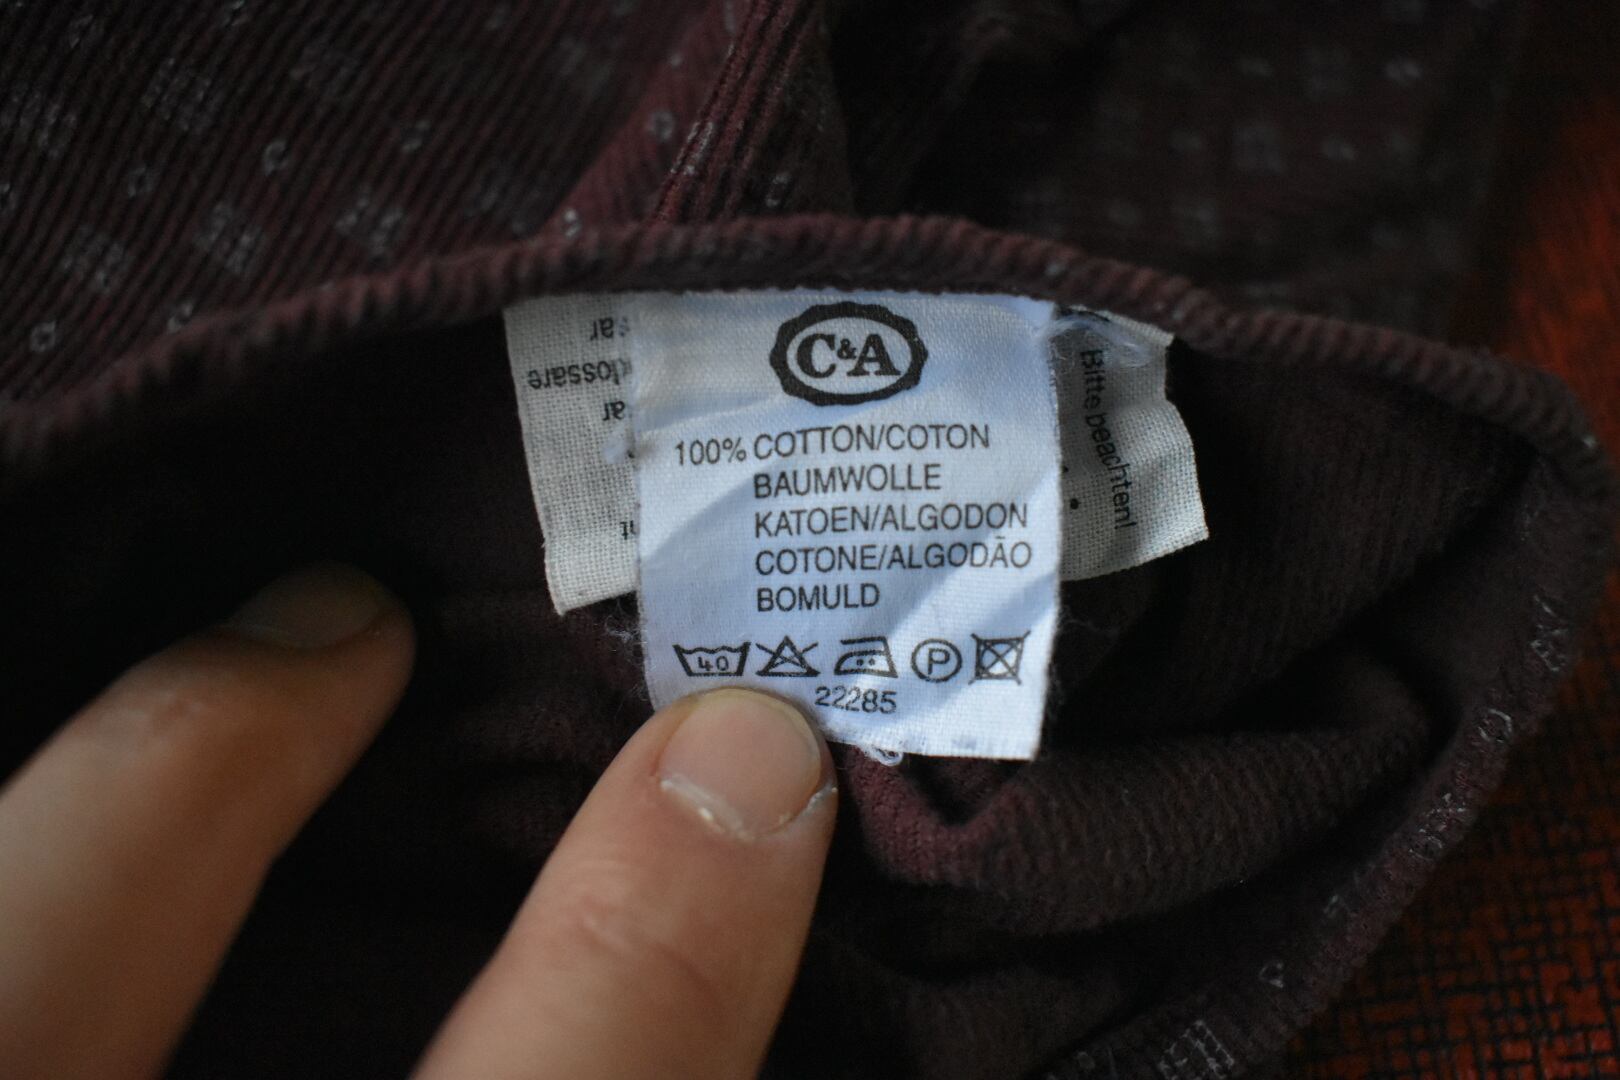 C&A
100% COTTON/COTON
BAUMWOLLE
KATOEN/ALGODON
COTONE/ALGODÃO
BOMULD
40
P
22285
Bitte beachten!